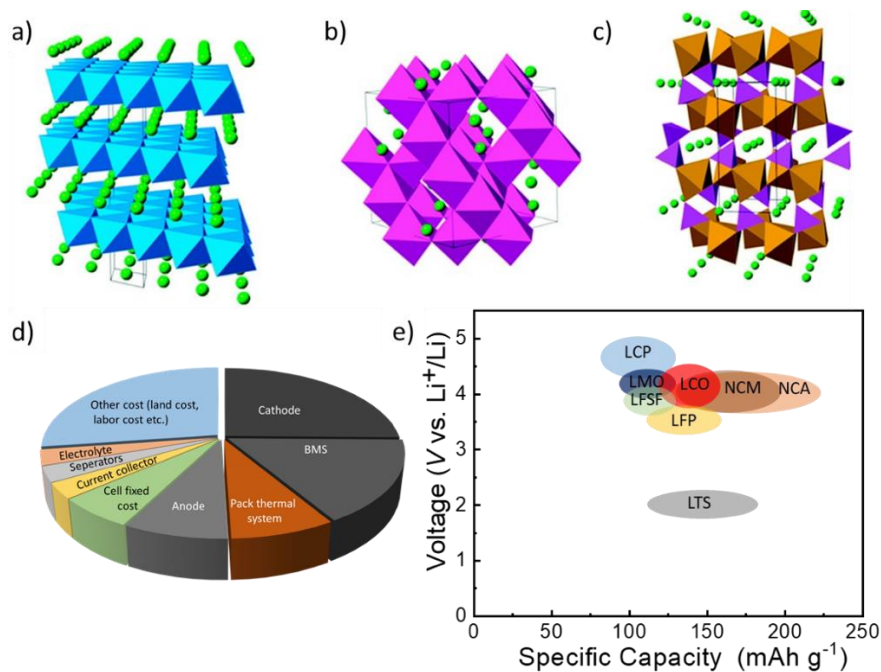 a)
b)
c)
d)
Other cost (land cost,
labor cost etc.)
Cathode
BMS
Electrolyte
Seperators
Current collector
Cell fixed
cost
Anode
Pack thermal
system
e)
Voltage (V vs. Li⁺/Li)
5
4
3
2
1
0
LCP
LMO
LCO
NCM
NCA
LFSF
LFP
LTS
0
50
100
150
200
250
Specific Capacity (mAh g⁻¹)